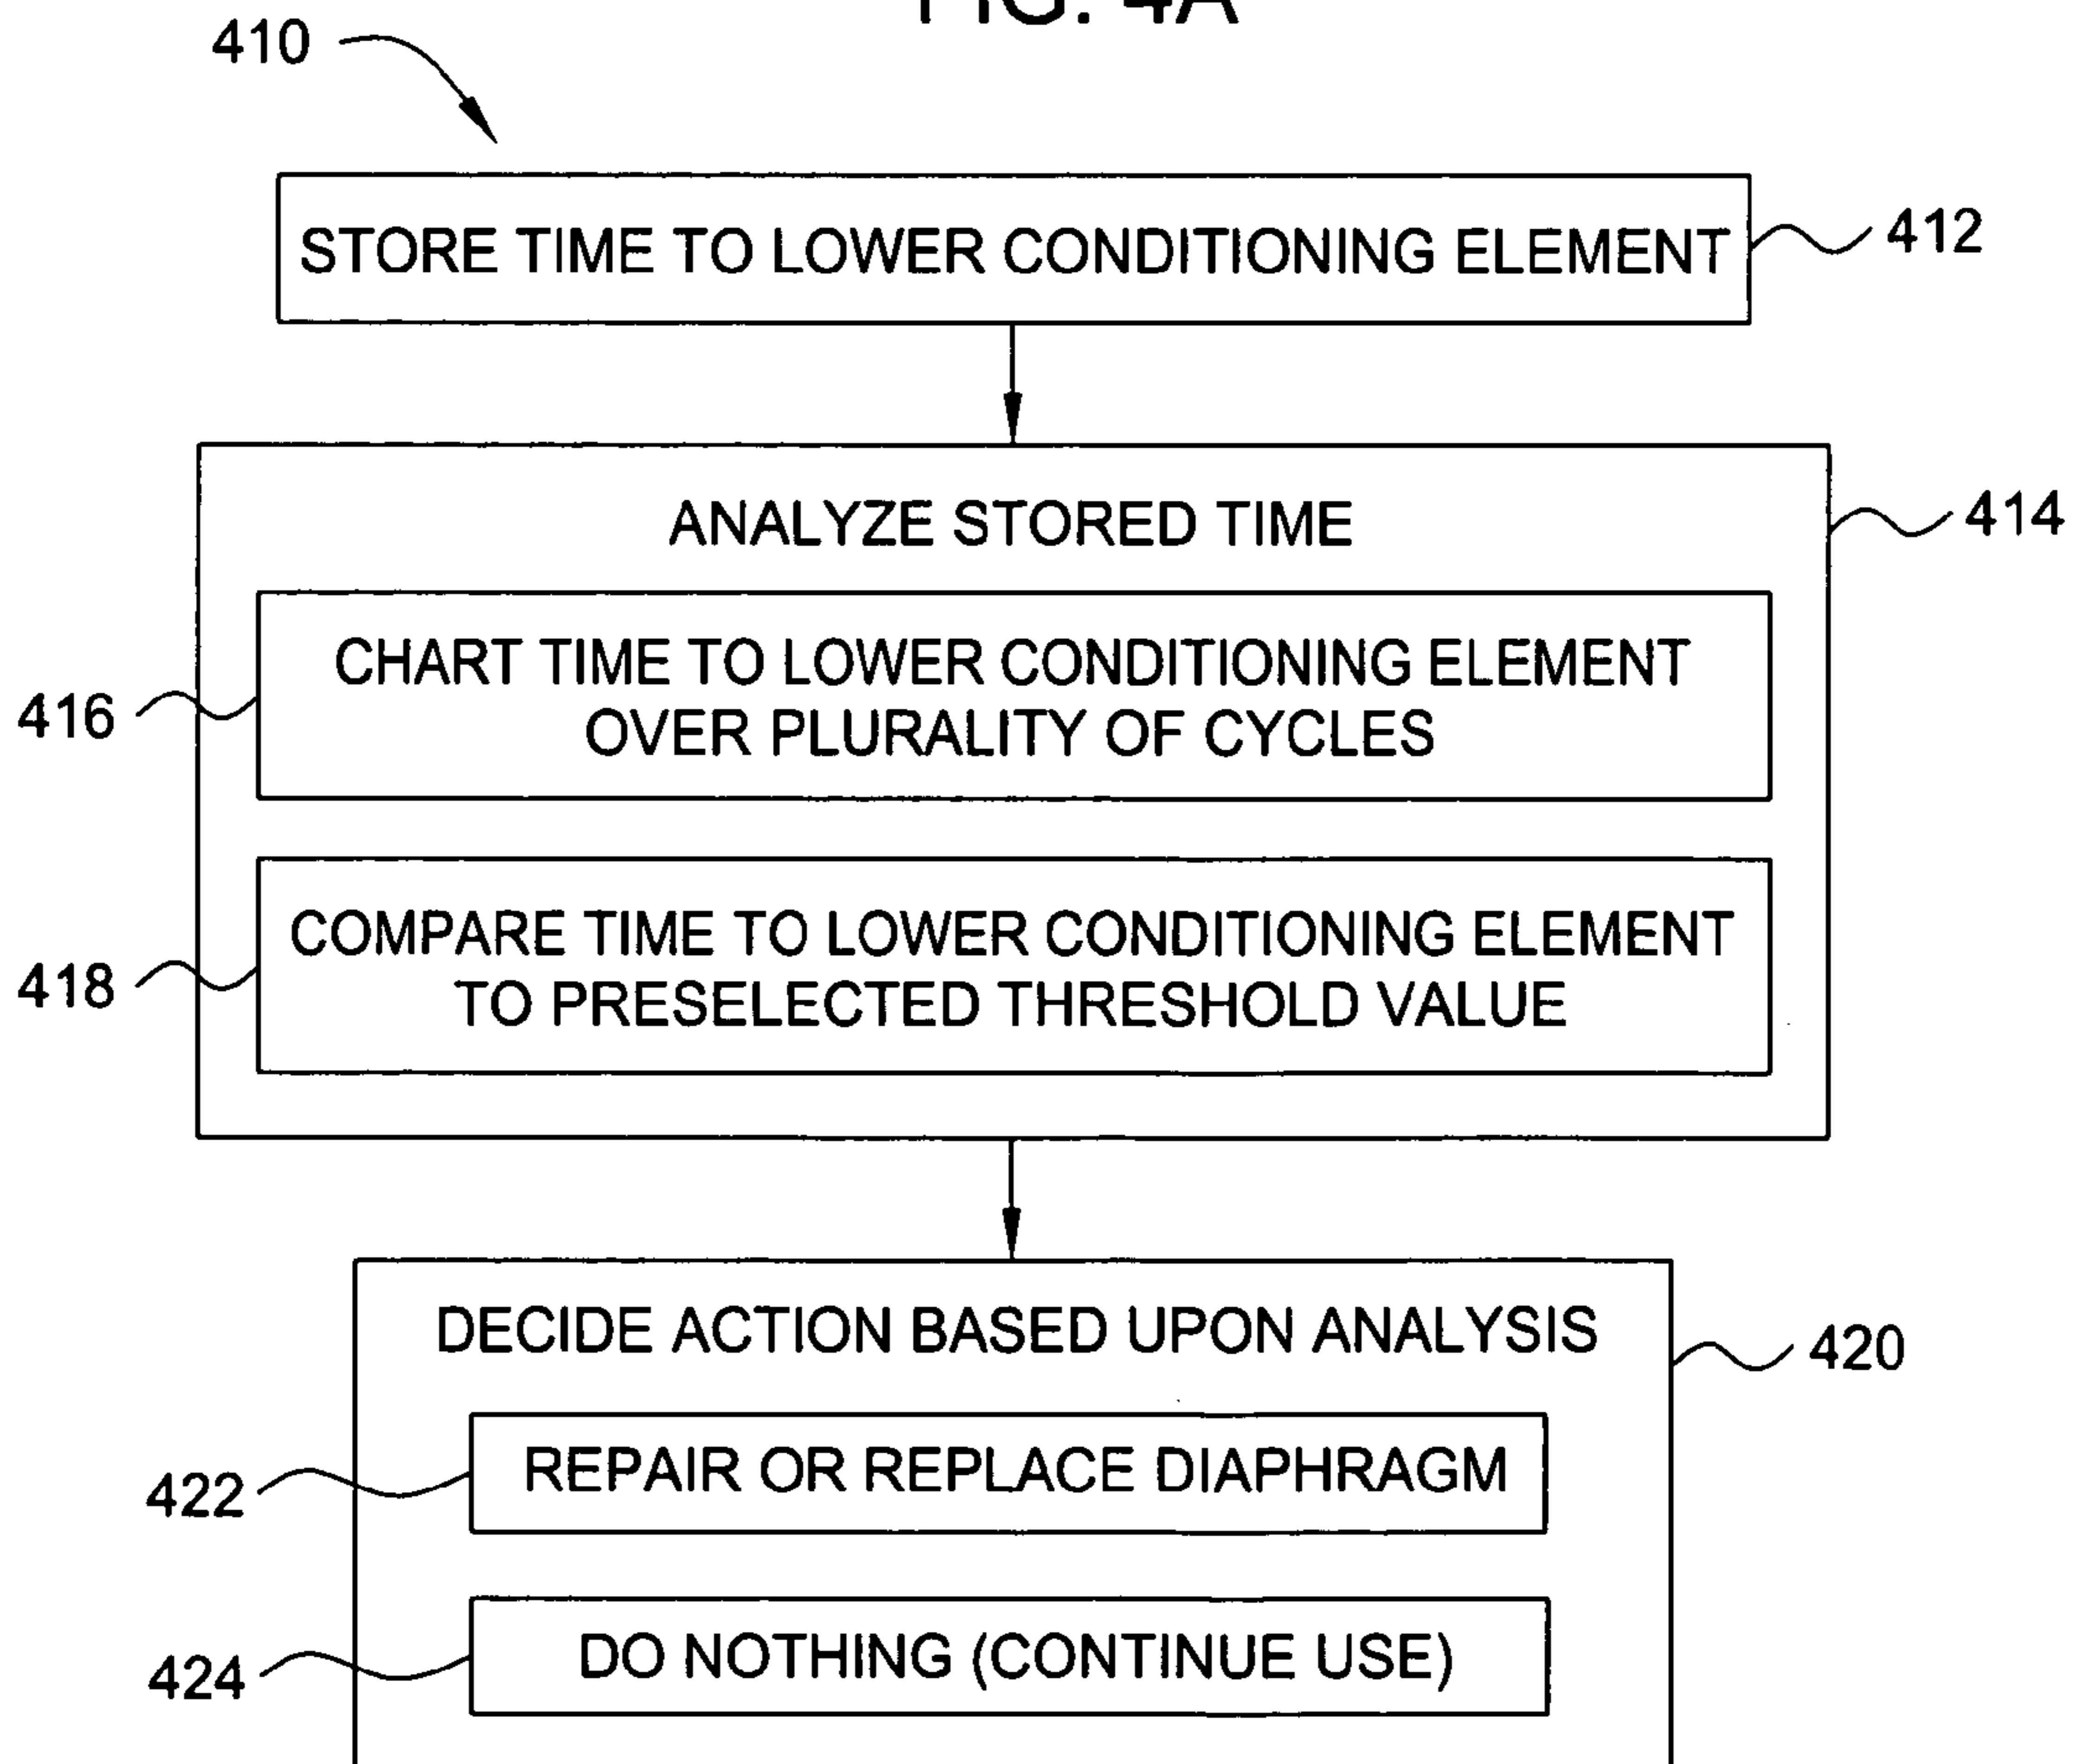 FIG. 4A
410
STORE TIME TO LOWER CONDITIONING ELEMENT
412
ANALYZE STORED TIME
414
CHART TIME TO LOWER CONDITIONING ELEMENT
OVER PLURALITY OF CYCLES
416
COMPARE TIME TO LOWER CONDITIONING ELEMENT
TO PRESELECTED THRESHOLD VALUE
418
DECIDE ACTION BASED UPON ANALYSIS
420
REPAIR OR REPLACE DIAPHRAGM
422
DO NOTHING (CONTINUE USE)
424